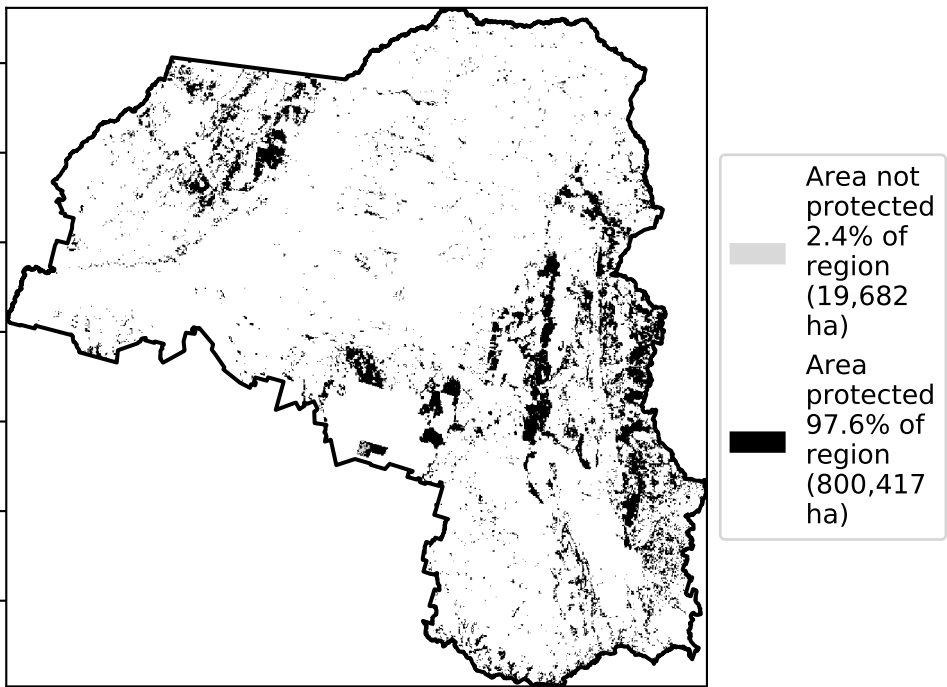 Area not
protected
2.4% of
region
(19,682
ha)
Area
protected
97.6% of
region
(800,417
ha)